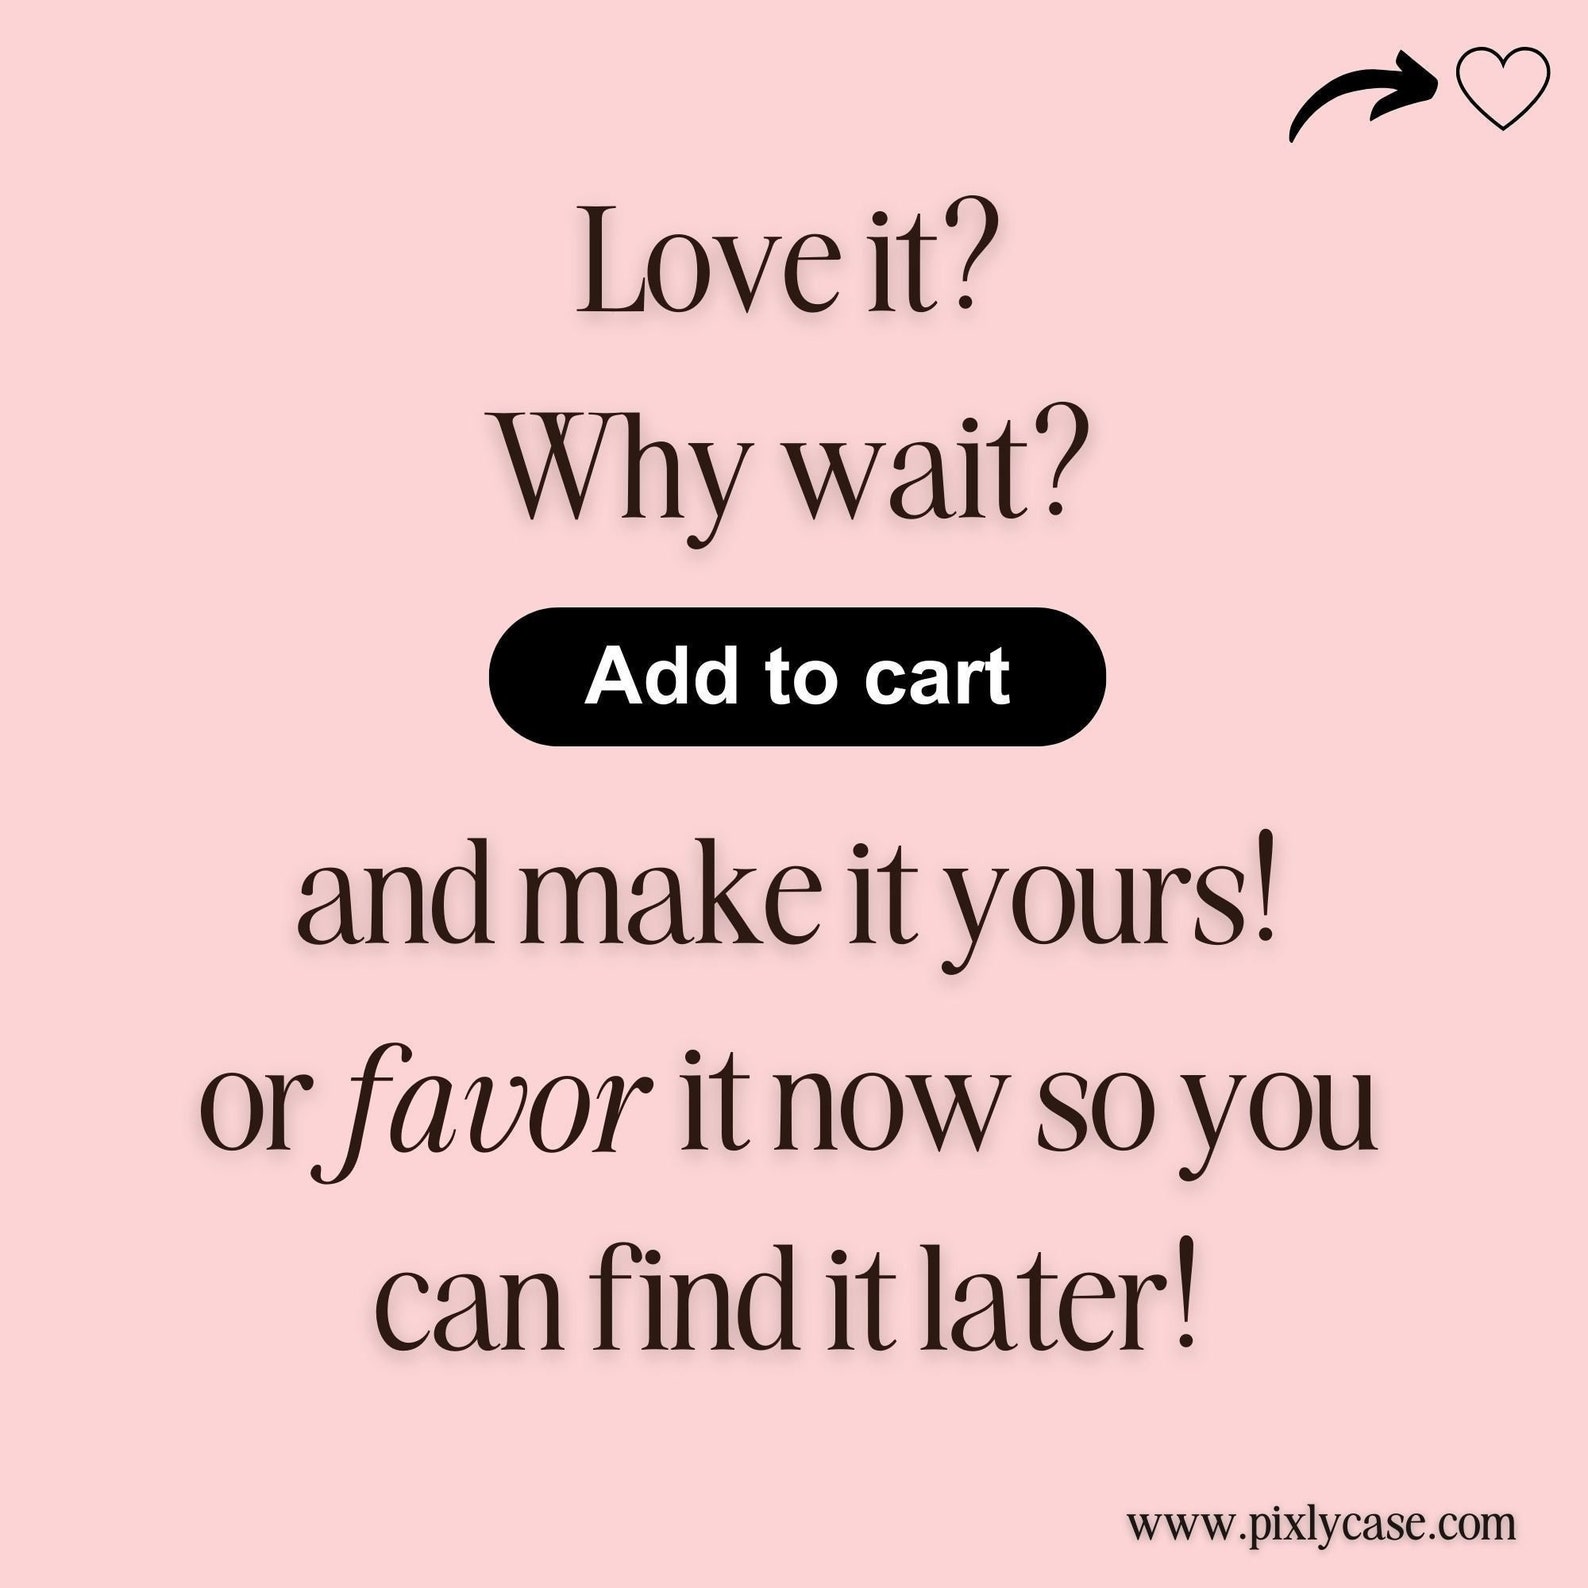 Love it?
Why wait?
Add to cart
and make it yours!
or favor it now so you
can find it later!
www.pixlycase.com